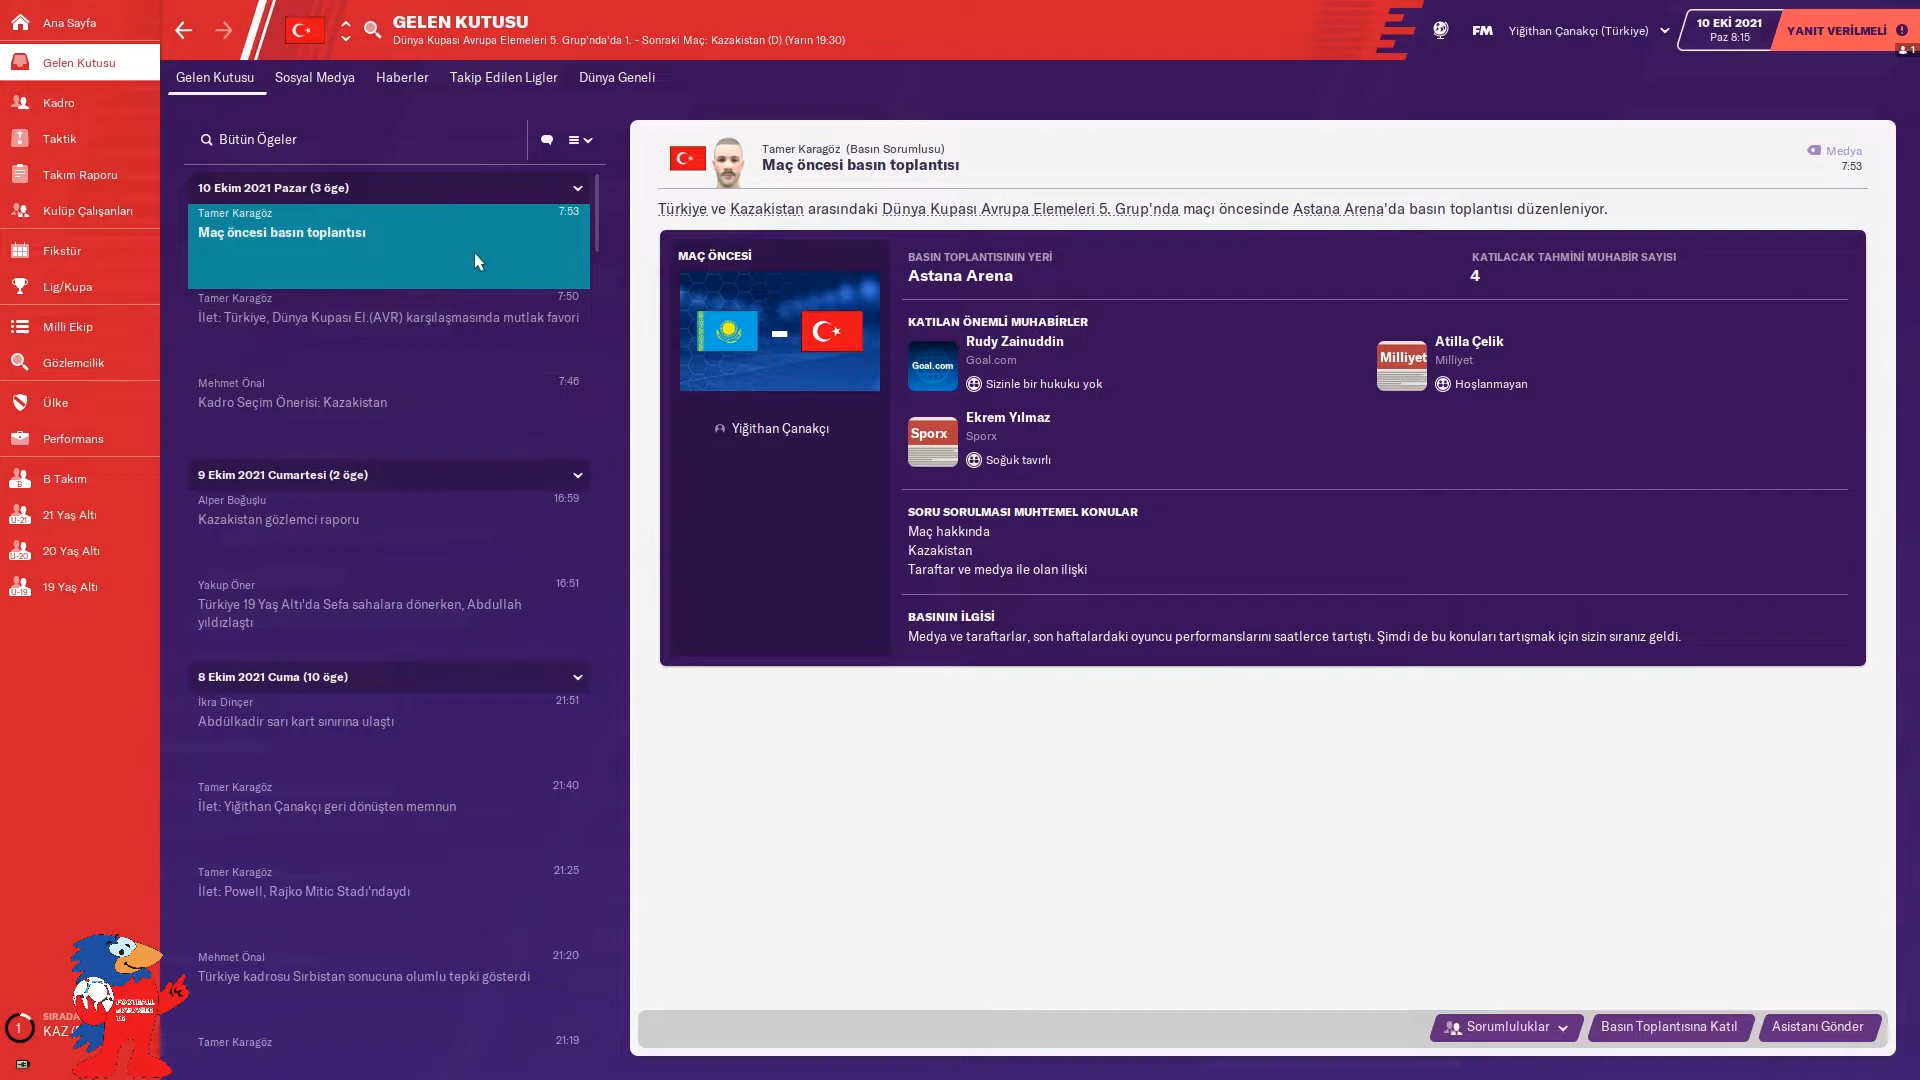 Ana Sayfa
Gelen Kutusu
Kadro
Taktik
Takım Raporu
Kulüp Çalışanları
Fikstür
Lig/Kupa
Milli Ekip
Gözlemcilik
Ülke
Performans
B
B Takım
U-21
21 Yaş Altı
U-20
20 Yaş Altı
U-19
19 Yaş Altı
1
SIRADA
KAZ
FOOTBALL
GELEN KUTUSU
Dünya Kupası Avrupa Elemeleri 5. Grup'nda'da 1. - Sonraki Maç: Kazakistan (D) (Yarın 19:30)
FM
Yiğithan Çanakçı (Türkiye)
10 EKİ 2021
Paz 8:15
YANIT VERİLMELİ
1
Gelen Kutusu
Sosyal Medya
Haberler
Takip Edilen Ligler
Dünya Geneli
Bütün Ögeler
10 Ekim 2021 Pazar (3 öge)
Tamer Karagöz 7:53
Maç öncesi basın toplantısı
Tamer Karagöz 7:50
İlet: Türkiye, Dünya Kupası El.(AVR) karşılaşmasında mutlak favori
Mehmet Önal 7:46
Kadro Seçim Önerisi: Kazakistan
9 Ekim 2021 Cumartesi (2 öge)
Alper Boğuşlu 16:59
Kazakistan gözlemci raporu
Yakup Öner 16:51
Türkiye 19 Yaş Altı'da Sefa sahalara dönerken, Abdullah
yıldızlaştı
8 Ekim 2021 Cuma (10 öge)
İkra Dinçer 21:51
Abdülkadir sarı kart sınırına ulaştı
Tamer Karagöz 21:40
İlet: Yiğithan Çanakçı geri dönüşten memnun
Tamer Karagöz 21:25
İlet: Powell, Rajko Mitic Stadı'ndaydı
Mehmet Önal 21:20
Türkiye kadrosu Sırbistan sonucuna olumlu tepki gösterdi
Tamer Karagöz 21:19
Tamer Karagöz (Basın Sorumlusu)
Maç öncesi basın toplantısı
Medya
7:53
Türkiye ve Kazakistan arasındaki Dünya Kupası Avrupa Elemeleri 5. Grup'nda maçı öncesinde Astana Arena'da basın toplantısı düzenleniyor.
MAÇ ÖNCESİ
Yiğithan Çanakçı
BASIN TOPLANTISININ YERİ
Astana Arena
KATILACAK TAHMİNİ MUHABİR SAYISI
4
KATILAN ÖNEMLİ MUHABİRLER
Goal.com
Rudy Zainuddin
Goal.com
Sizinle bir hukuku yok
Milliyet
Atilla Çelik
Milliyet
Hoşlanmayan
Sporx
Ekrem Yılmaz
Sporx
Soğuk tavırlı
SORU SORULMASI MUHTEMEL KONULAR
Maç hakkında
Kazakistan
Taraftar ve medya ile olan ilişki
BASININ İLGİSİ
Medya ve taraftarlar, son haftalardaki oyuncu performanslarını saatlerce tartıştı. Şimdi de bu konuları tartışmak için sizin sıranız geldi.
Sorumluluklar
Basın Toplantısına Katıl
Asistanı Gönder